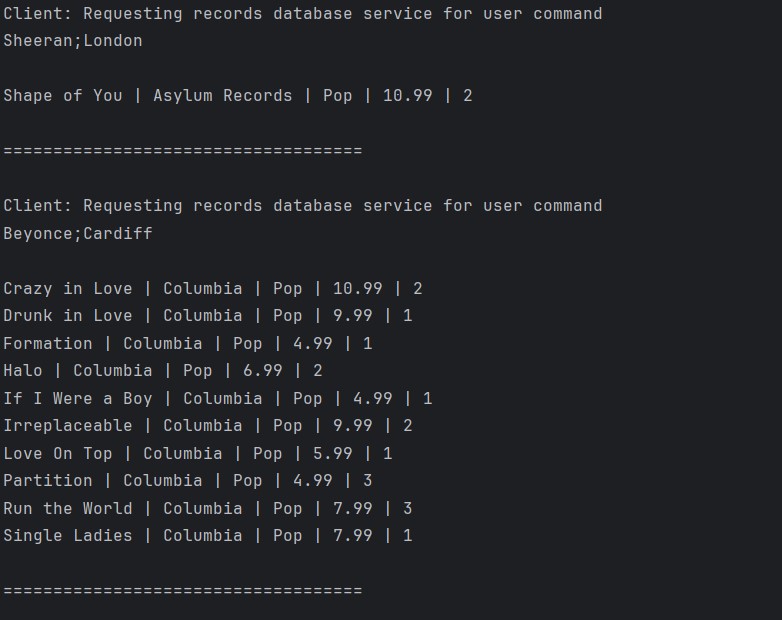 Client: Requesting records database service for user command
Sheeran;London
Shape of You | Asylum Records | Pop | 10.99 | 2
====================================
Client: Requesting records database service for user command
Beyonce;Cardiff
Crazy in Love | Columbia | Pop | 10.99 | 2
Drunk in Love | Columbia | Pop | 9.99 | 1
Formation | Columbia | Pop | 4.99 | 1
Halo | Columbia | Pop | 6.99 | 2
If I Were a Boy | Columbia | Pop | 4.99 | 1
Irreplaceable | Columbia | Pop | 9.99 | 2
Love On Top | Columbia | Pop | 5.99 | 1
Partition | Columbia | Pop | 4.99 | 3
Run the World | Columbia | Pop | 7.99 | 3
Single Ladies | Columbia | Pop | 7.99 | 1
====================================